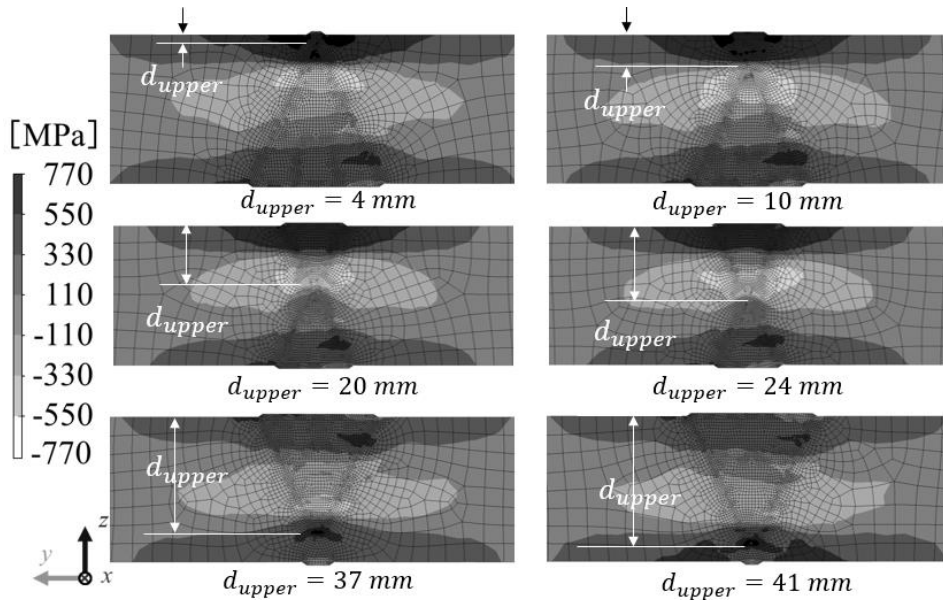 d_upper
d_upper
[MPa]
770
550
330
110
-110
-330
-550
-770
d_upper = 4 mm
d_upper = 10 mm
d_upper
d_upper
d_upper = 20 mm
d_upper = 24 mm
d_upper
d_upper
z
y
x
d_upper = 37 mm
d_upper = 41 mm